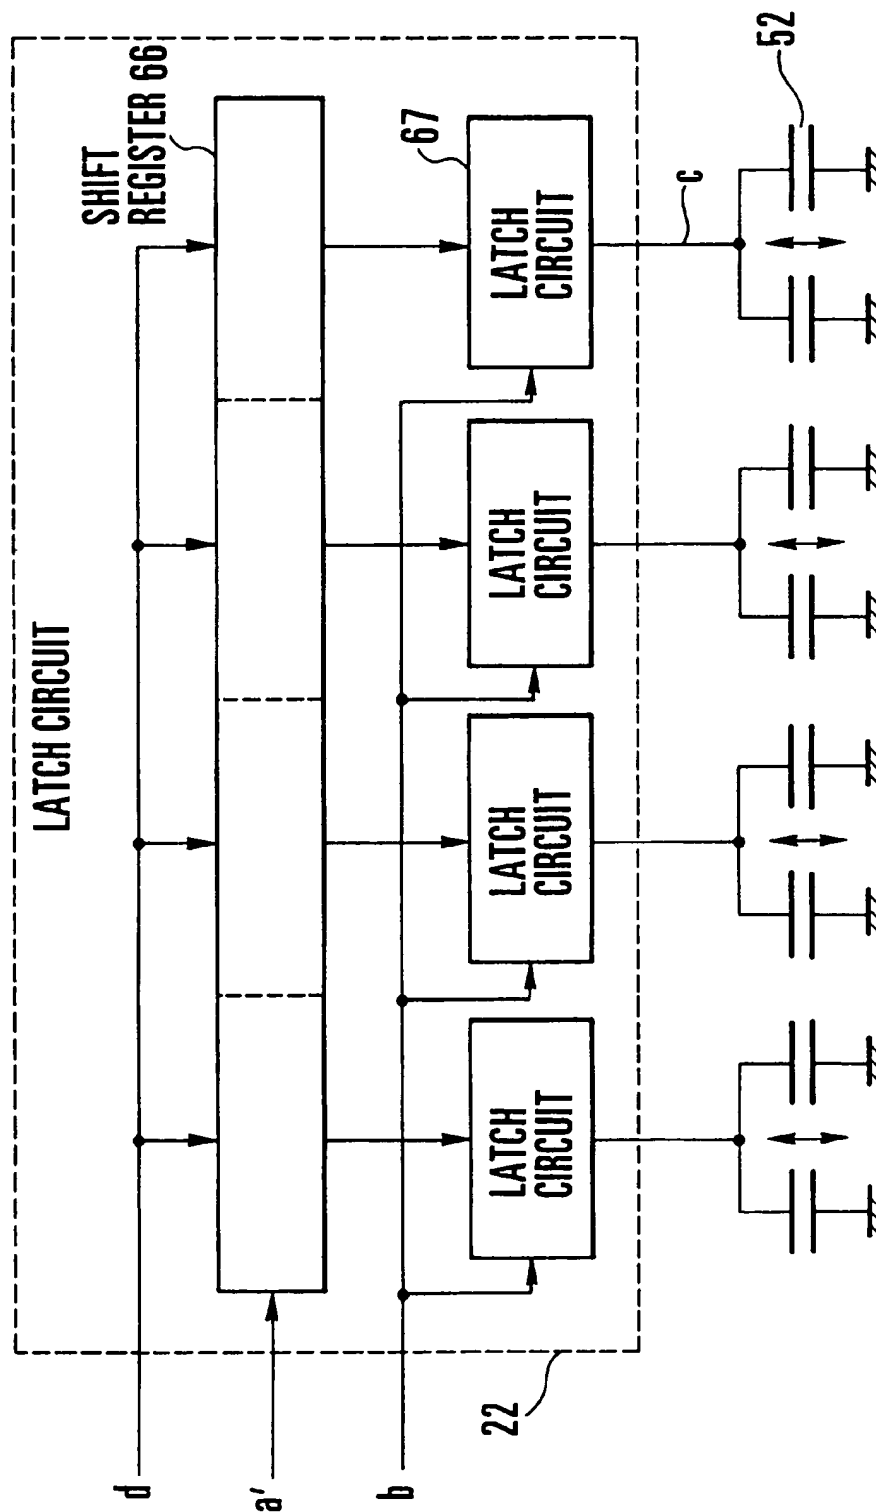 LATCH CIRCUIT
SHIFT
REGISTER 66
d
a′
b
LATCH
CIRCUIT
LATCH
CIRCUIT
LATCH
CIRCUIT
LATCH
CIRCUIT
67
22
c
52